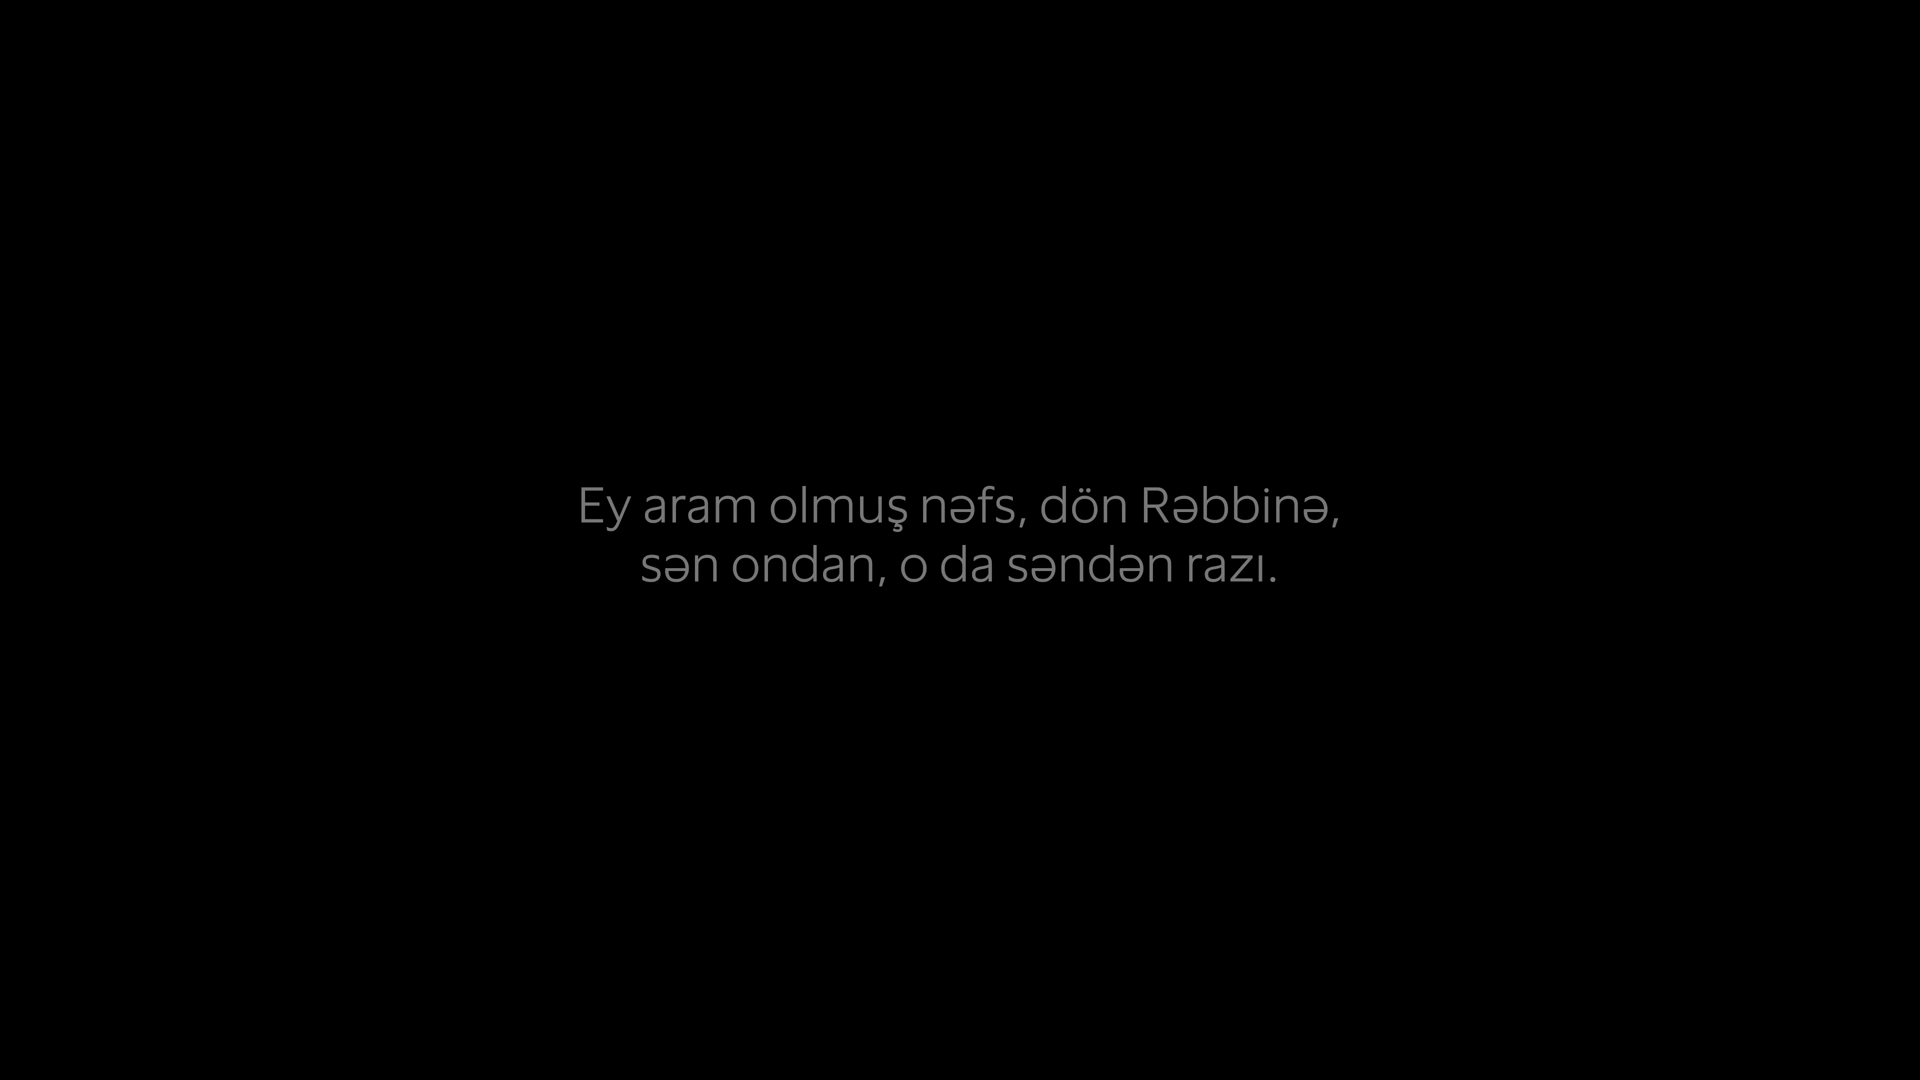 Ey aram olmuş nəfs, dön Rəbbinə,
sən ondan, o da səndən razı.